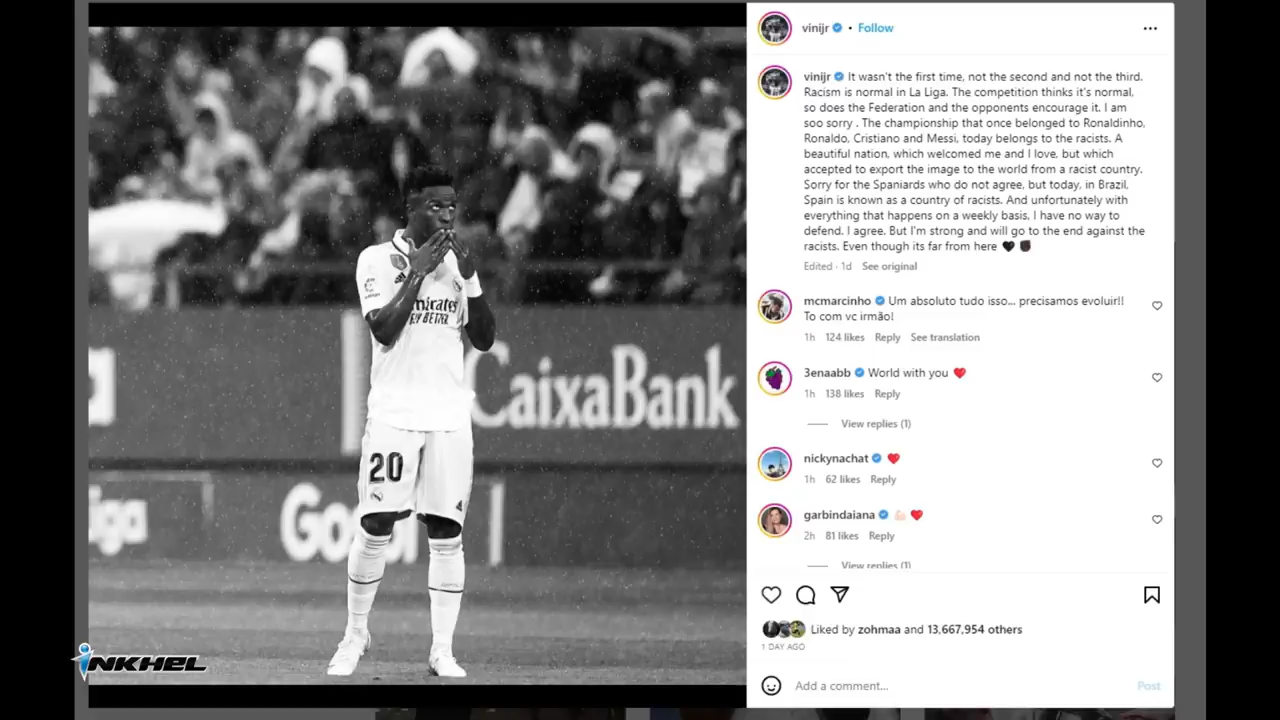 vinijr • Follow
vinijr It wasn't the first time, not the second and not the third.
Racism is normal in La Liga. The competition thinks it's normal,
so does the Federation and the opponents encourage it. I am
soo sorry . The championship that once belonged to Ronaldinho,
Ronaldo, Cristiano and Messi, today belongs to the racists. A
beautiful nation, which welcomed me and I love, but which
accepted to export the image to the world from a racist country.
Sorry for the Spaniards who do not agree, but today, in Brazil,
Spain is known as a country of racists. And unfortunately with
everything that happens on a weekly basis, I have no way to
defend. I agree. But I'm strong and will go to the end against the
racists. Even though its far from here 🖤 ✊🏿
Edited · 1d See original
mcmarcinho Um absoluto tudo isso... precisamos evoluir!!
To com vc irmão!
1h 124 likes Reply See translation
3enaabb World with you ❤️
1h 138 likes Reply
View replies (1)
nickynachat ❤️
1h 62 likes Reply
garbindaiana 💪🏻 ❤️
2h 81 likes Reply
View replies (1)
Liked by zohmaa and 13,667,954 others
1 DAY AGO
Add a comment... Post
Emirates
FLY BETTER
CaixaBank
20
iga
Go
iNKHEL